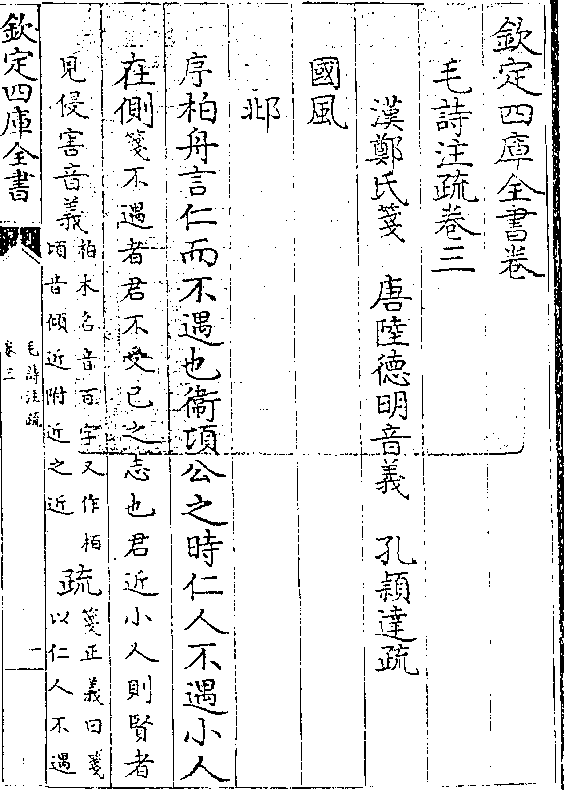 欽定四庫全書卷
毛詩注疏卷三
漢鄭氏箋　唐陸德明音義　孔穎達疏
國風
邶
序柏舟言仁而不遇也衞頃公之時仁人不遇小人
在側箋不遇者君不受己之志也君近小人則賢者
見侵害音義柏木名音百字又作栢
頃音傾近附近之近
疏箋正義曰箋
以仁人不遇
欽定四庫全書
毛詩注疏
卷三
一